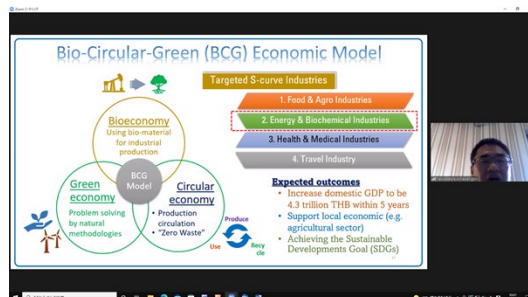 Bio-Circular-Green (BCG) Economic Model
Targeted S-curve Industries
1. Food & Agro Industries
2. Energy & Biochemical Industries
3. Health & Medical Industries
4. Travel Industry
Bioeconomy
Using bio-material
for industrial
production
BCG
Model
Green
economy
Problem solving
by natural
methodologies
Circular
economy
• Production
circulation
• "Zero Waste"
Produce
Use
Recy
cle
Expected outcomes
• Increase domestic GDP to be
4.3 trillion THB within 5 years
• Support local economic (e.g.
agricultural sector)
• Achieving the Sustainable
Developments Goal (SDGs)